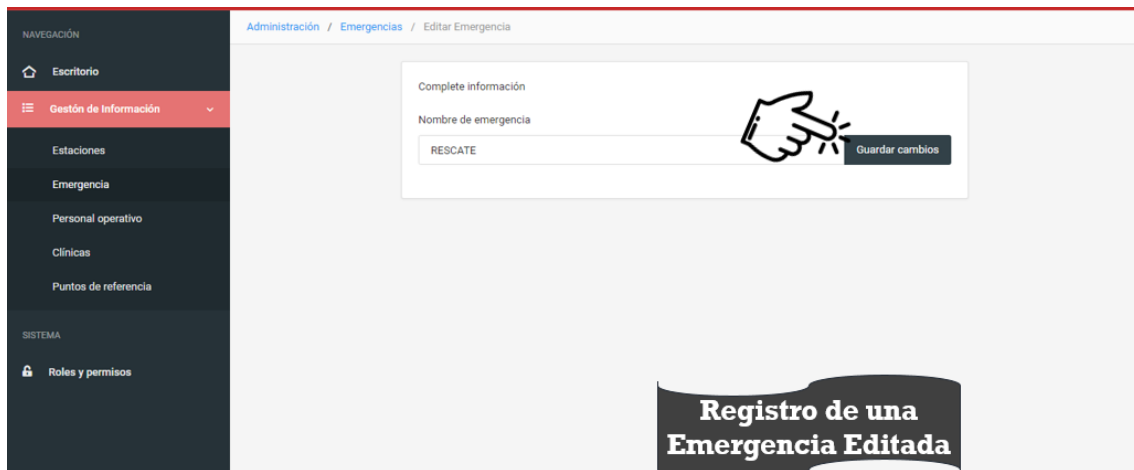 NAVEGACIÓN
Escritorio
Gestón de Información
Estaciones
Emergencia
Personal operativo
Clínicas
Puntos de referencia
SISTEMA
Roles y permisos
Administración / Emergencias / Editar Emergencia
Complete información
Nombre de emergencia
RESCATE
Guardar cambios
Registro de una
Emergencia Editada